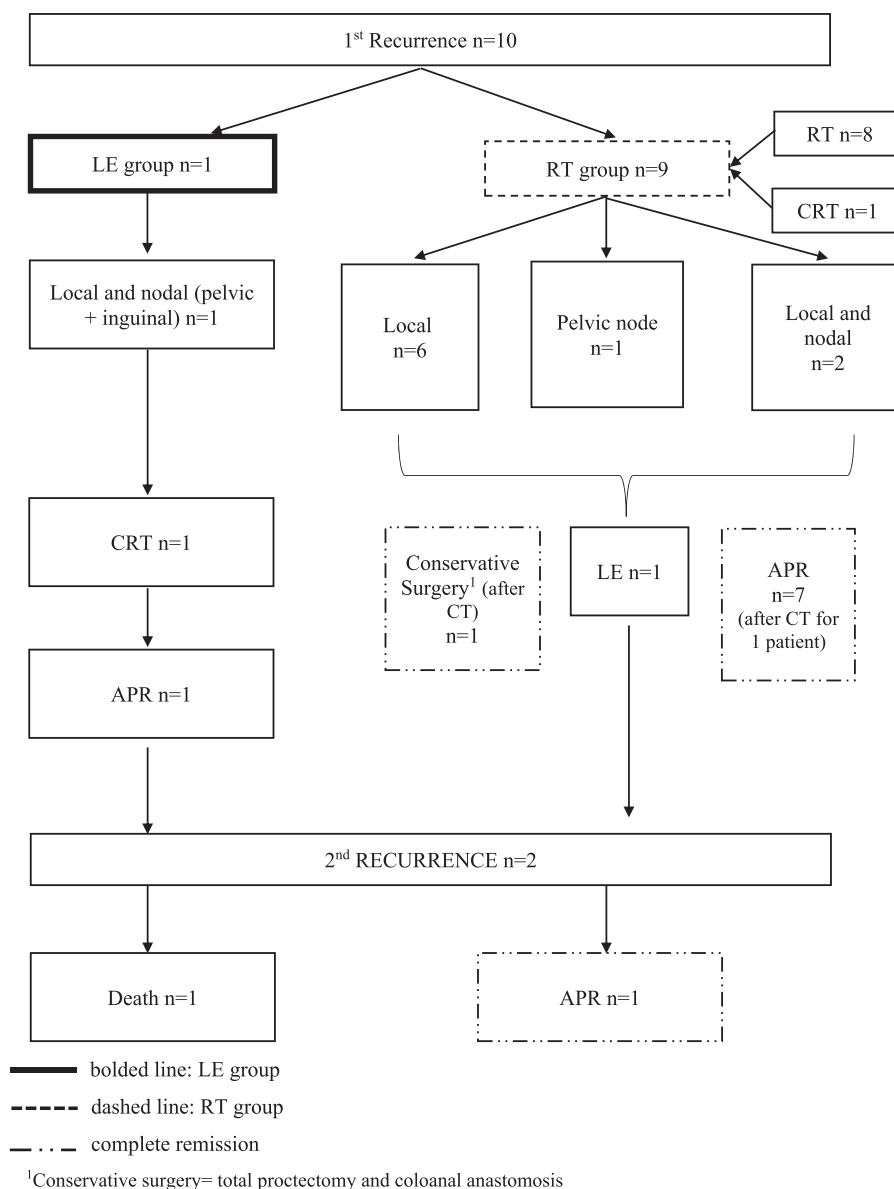 1st Recurrence n=10
LE group n=1
RT group n=9
RT n=8
CRT n=1
Local and nodal (pelvic
+ inguinal) n=1
Local
n=6
Pelvic node
n=1
Local and
nodal
n=2
CRT n=1
Conservative
Surgery1 (after
CT)
n=1
LE n=1
APR
n=7
(after CT for
1 patient)
APR n=1
2nd RECURRENCE n=2
Death n=1
APR n=1
bolded line: LE group
dashed line: RT group
complete remission
1Conservative surgery= total proctectomy and coloanal anastomosis